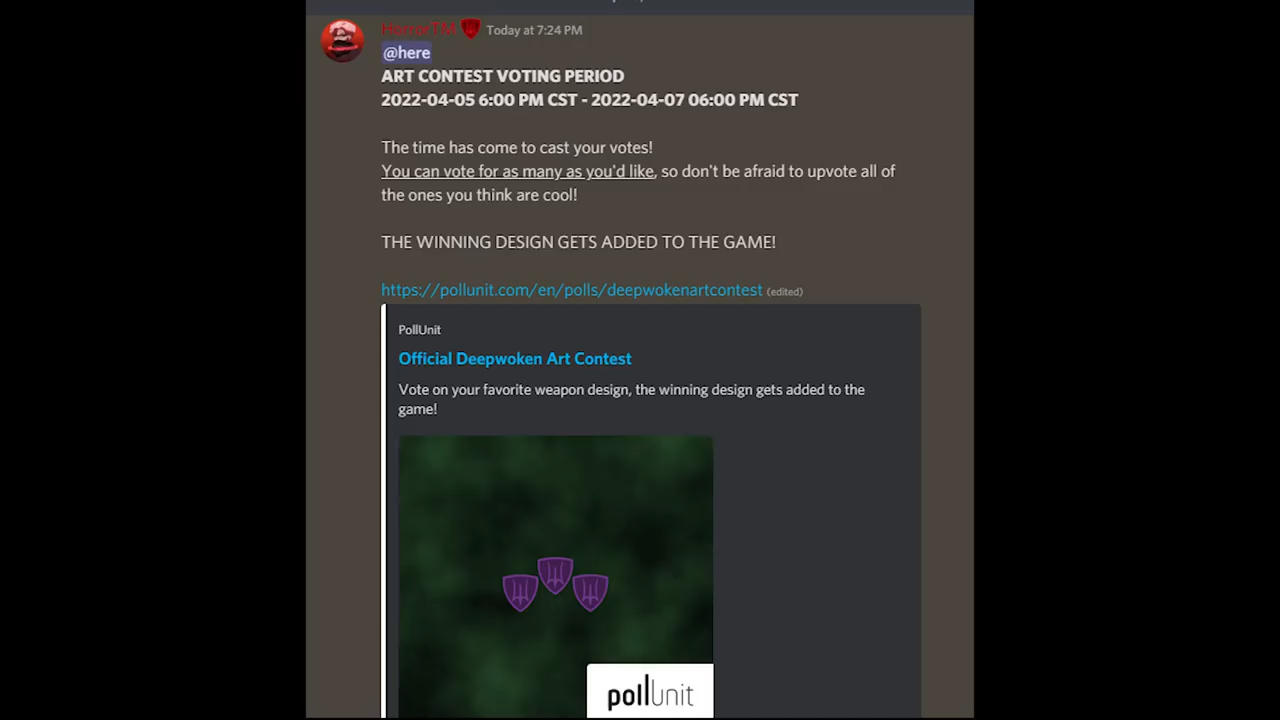 HorrorTM Today at 7:24 PM
@here
ART CONTEST VOTING PERIOD
2022-04-05 6:00 PM CST - 2022-04-07 06:00 PM CST
The time has come to cast your votes!
You can vote for as many as you'd like, so don't be afraid to upvote all of
the ones you think are cool!
THE WINNING DESIGN GETS ADDED TO THE GAME!
https://pollunit.com/en/polls/deepwokenartcontest (edited)
PollUnit
Official Deepwoken Art Contest
Vote on your favorite weapon design, the winning design gets added to the
game!
pollunit